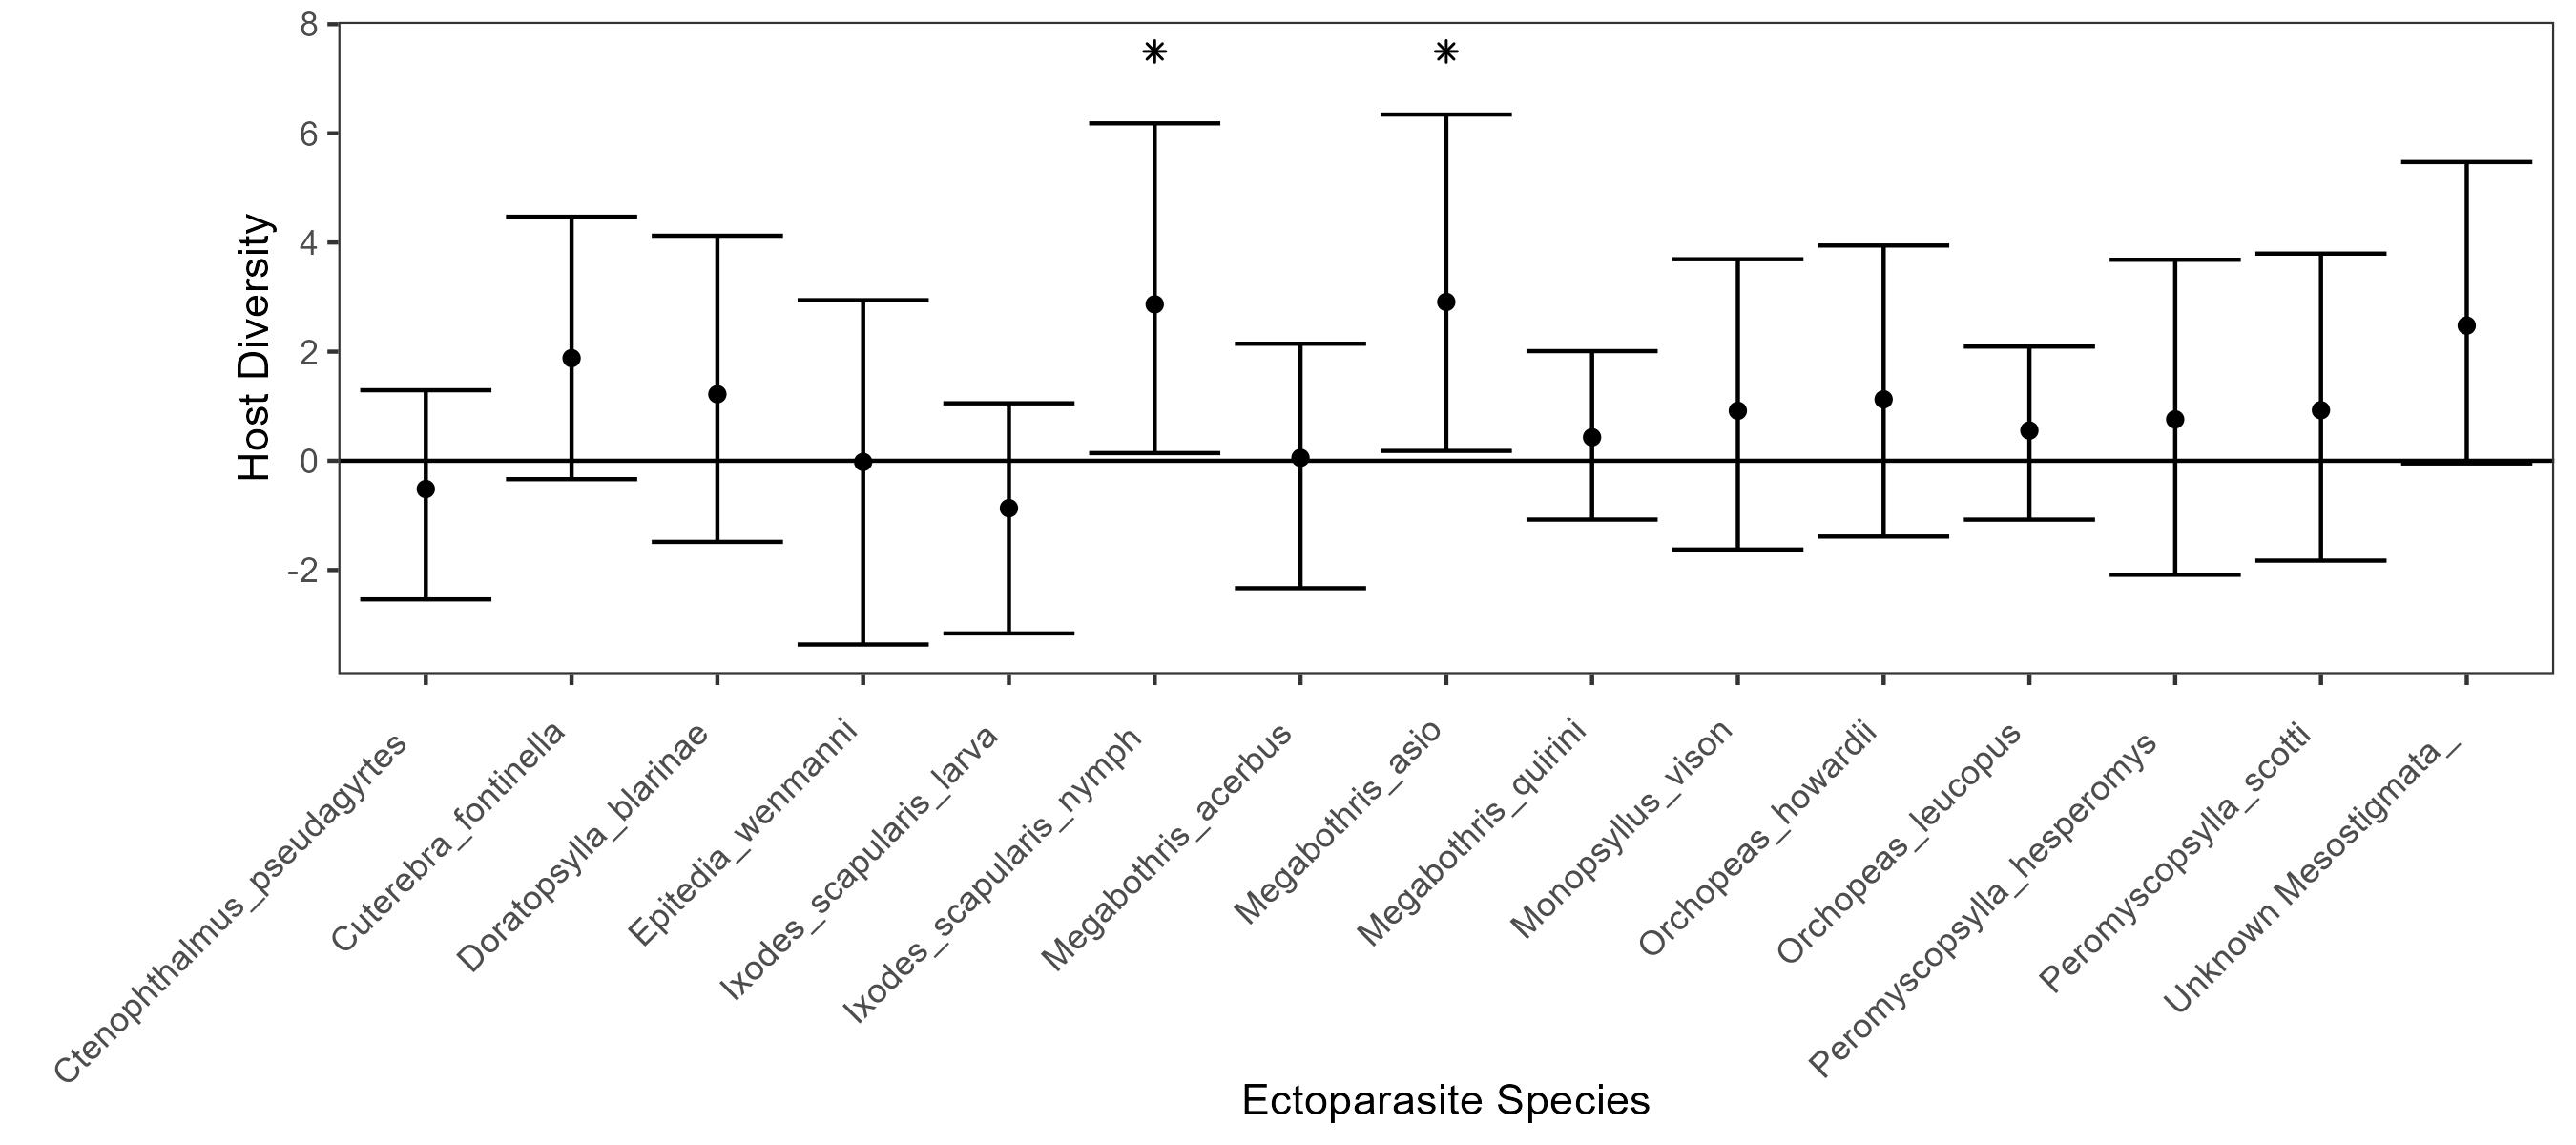 8
6
4
2
0
-2
Host Diversity
*
*
Ctenophthalmus_pseudagyrtes
Cuterebra_fontinella
Doratopsylla_blarinae
Epitedia_wenmanni
Ixodes_scapularis_larva
Ixodes_scapularis_nymph
Megabothris_acerbus
Megabothris_asio
Megabothris_quirini
Monopsyllus_vison
Orchopeas_howardii
Orchopeas_leucopus
Peromyscopsylla_hesperomys
Peromyscopsylla_scotti
Unknown Mesostigmata_
Ectoparasite Species